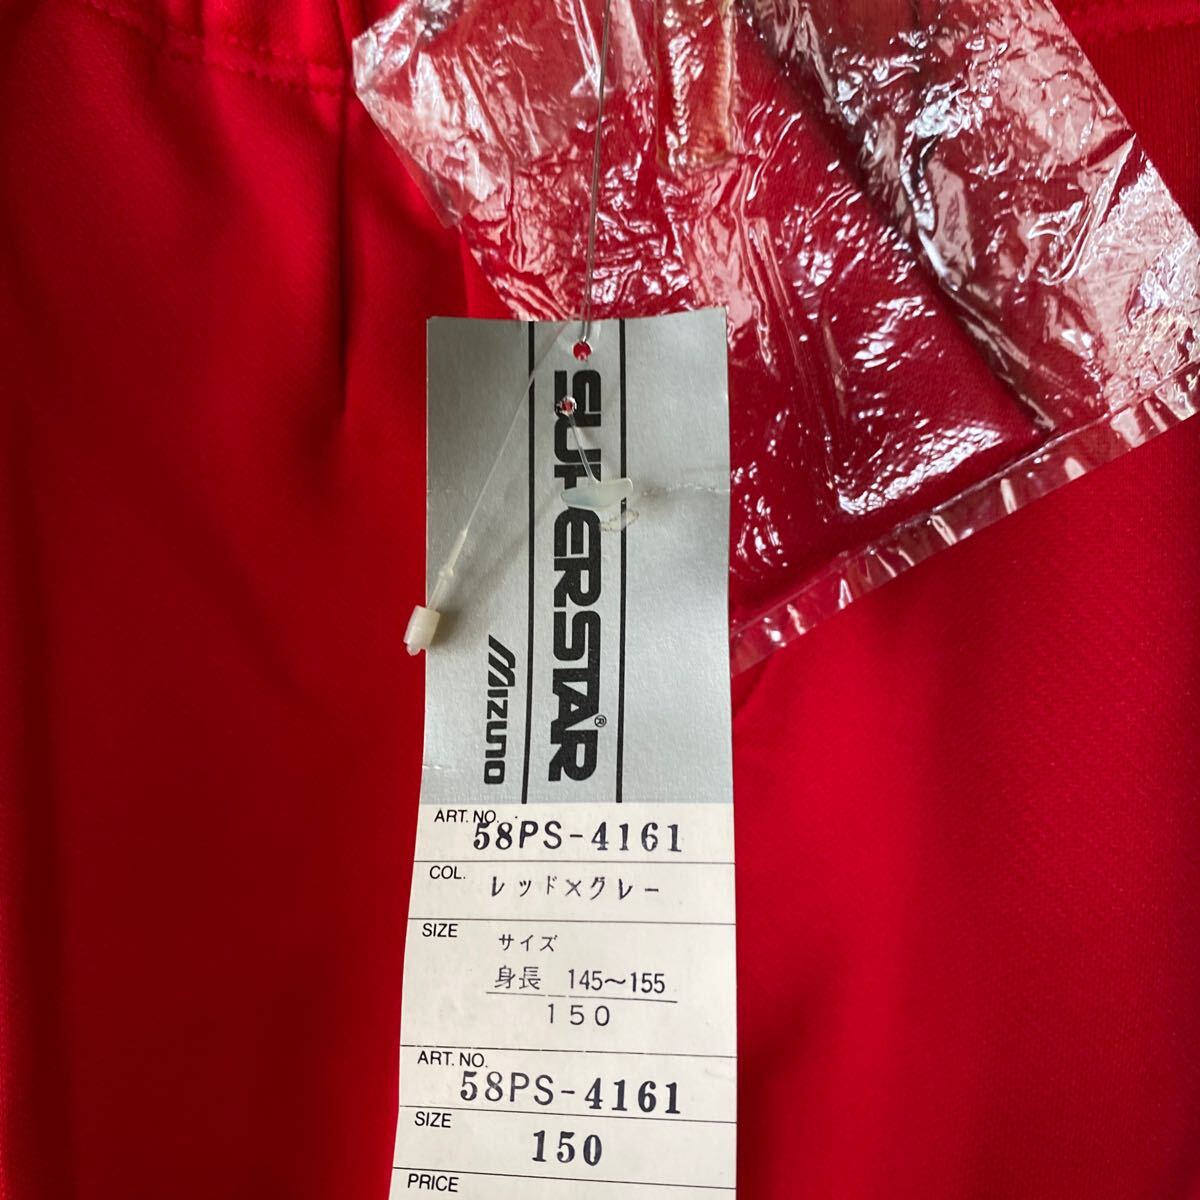 SUPERSTAR®
Mizuno
ART. NO. 58PS-4161
COL. レッド×グレー
SIZE サイズ
身長 145〜155
150
ART. NO.
58PS-4161
SIZE
150
PRICE